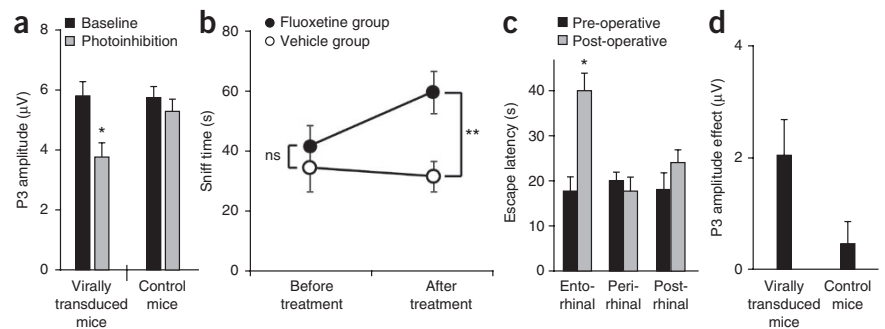 a
Baseline
Photoinhibition
8
6
4
2
0
P3 amplitude (μV)
*
Virally
transduced
mice
Control
mice
b
Fluoxetine group
Vehicle group
80
60
40
20
0
Sniff time (s)
ns
**
Before
treatment
After
treatment
c
Pre-operative
Post-operative
40
30
20
10
0
Escape latency (s)
*
Ento-
rhinal
Peri-
rhinal
Post-
rhinal
d
4
2
0
P3 amplitude effect (μV)
Virally
transduced
mice
Control
mice